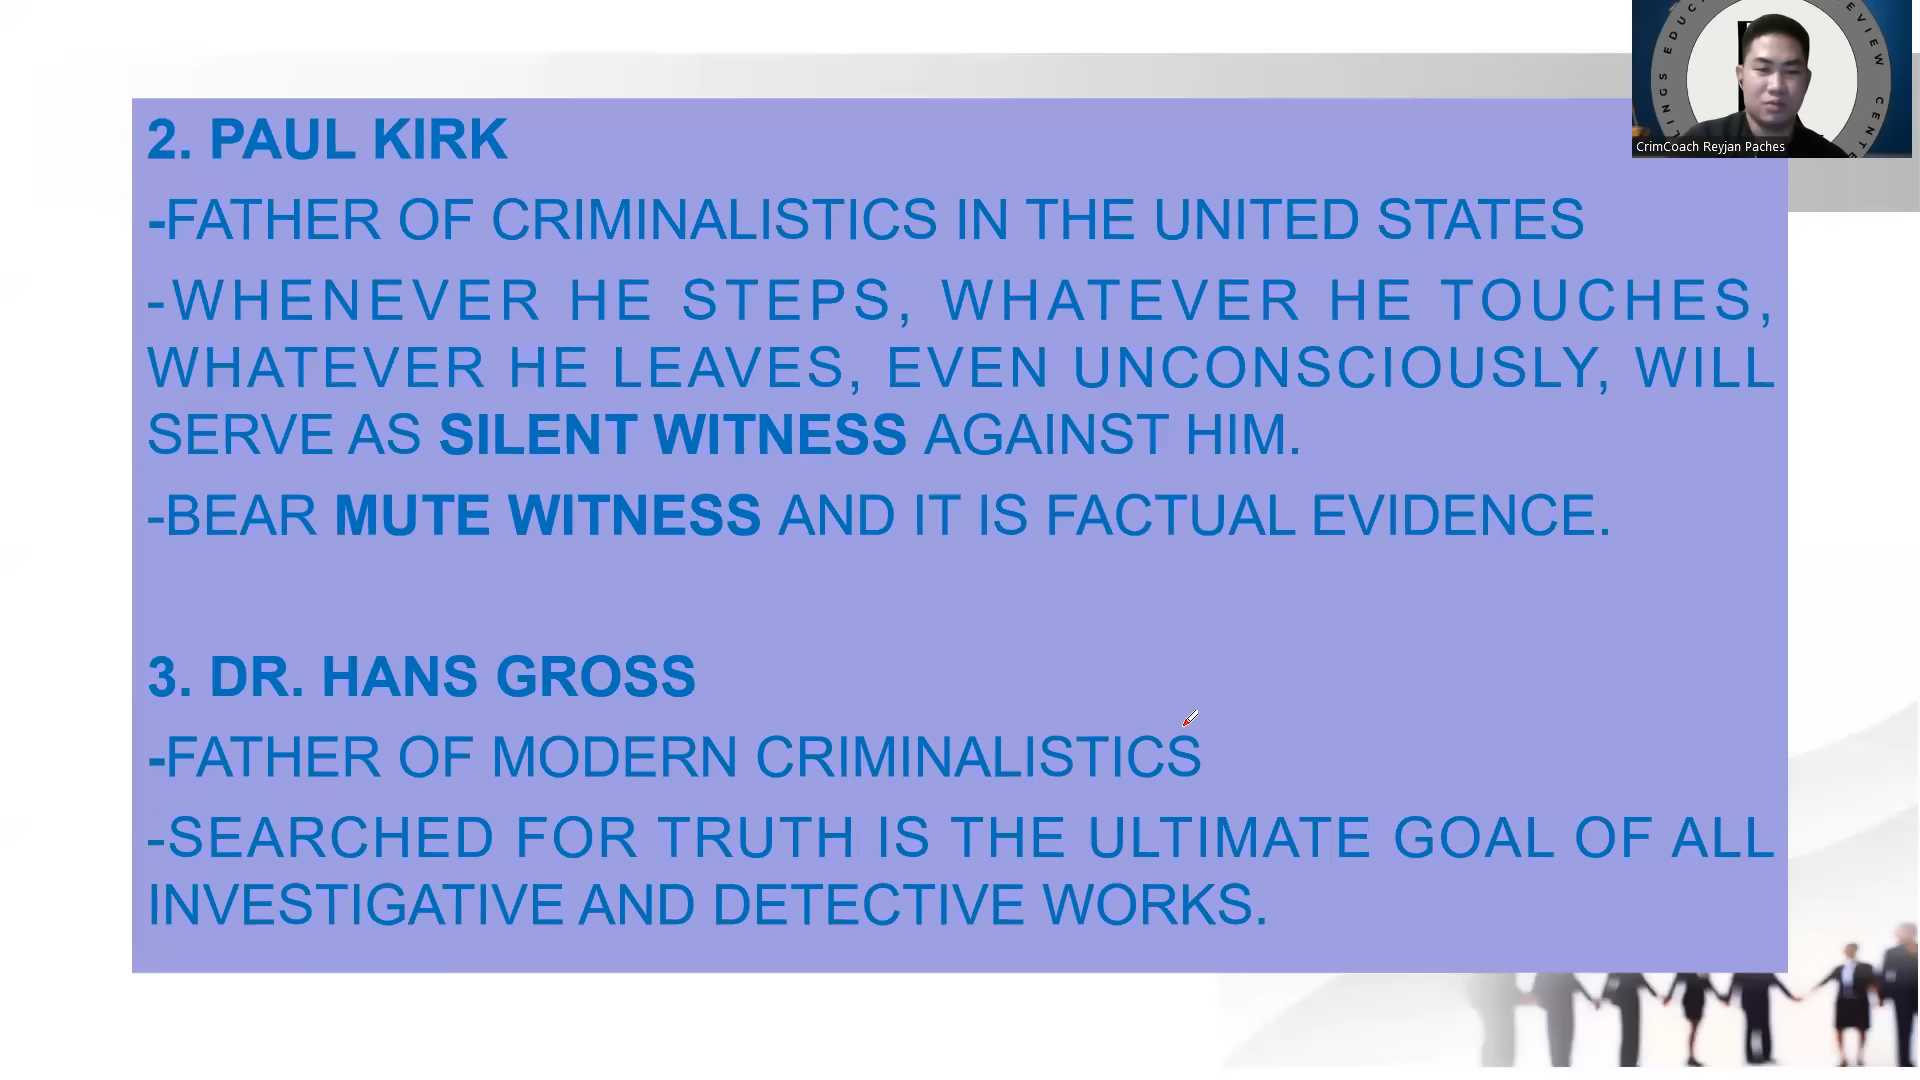 2. PAUL KIRK
-FATHER OF CRIMINALISTICS IN THE UNITED STATES
-WHENEVER HE STEPS, WHATEVER HE TOUCHES,
WHATEVER HE LEAVES, EVEN UNCONSCIOUSLY, WILL
SERVE AS SILENT WITNESS AGAINST HIM.
-BEAR MUTE WITNESS AND IT IS FACTUAL EVIDENCE.
3. DR. HANS GROSS
-FATHER OF MODERN CRIMINALISTICS
-SEARCHED FOR TRUTH IS THE ULTIMATE GOAL OF ALL
INVESTIGATIVE AND DETECTIVE WORKS.
CrimCoach Reyjan Paches